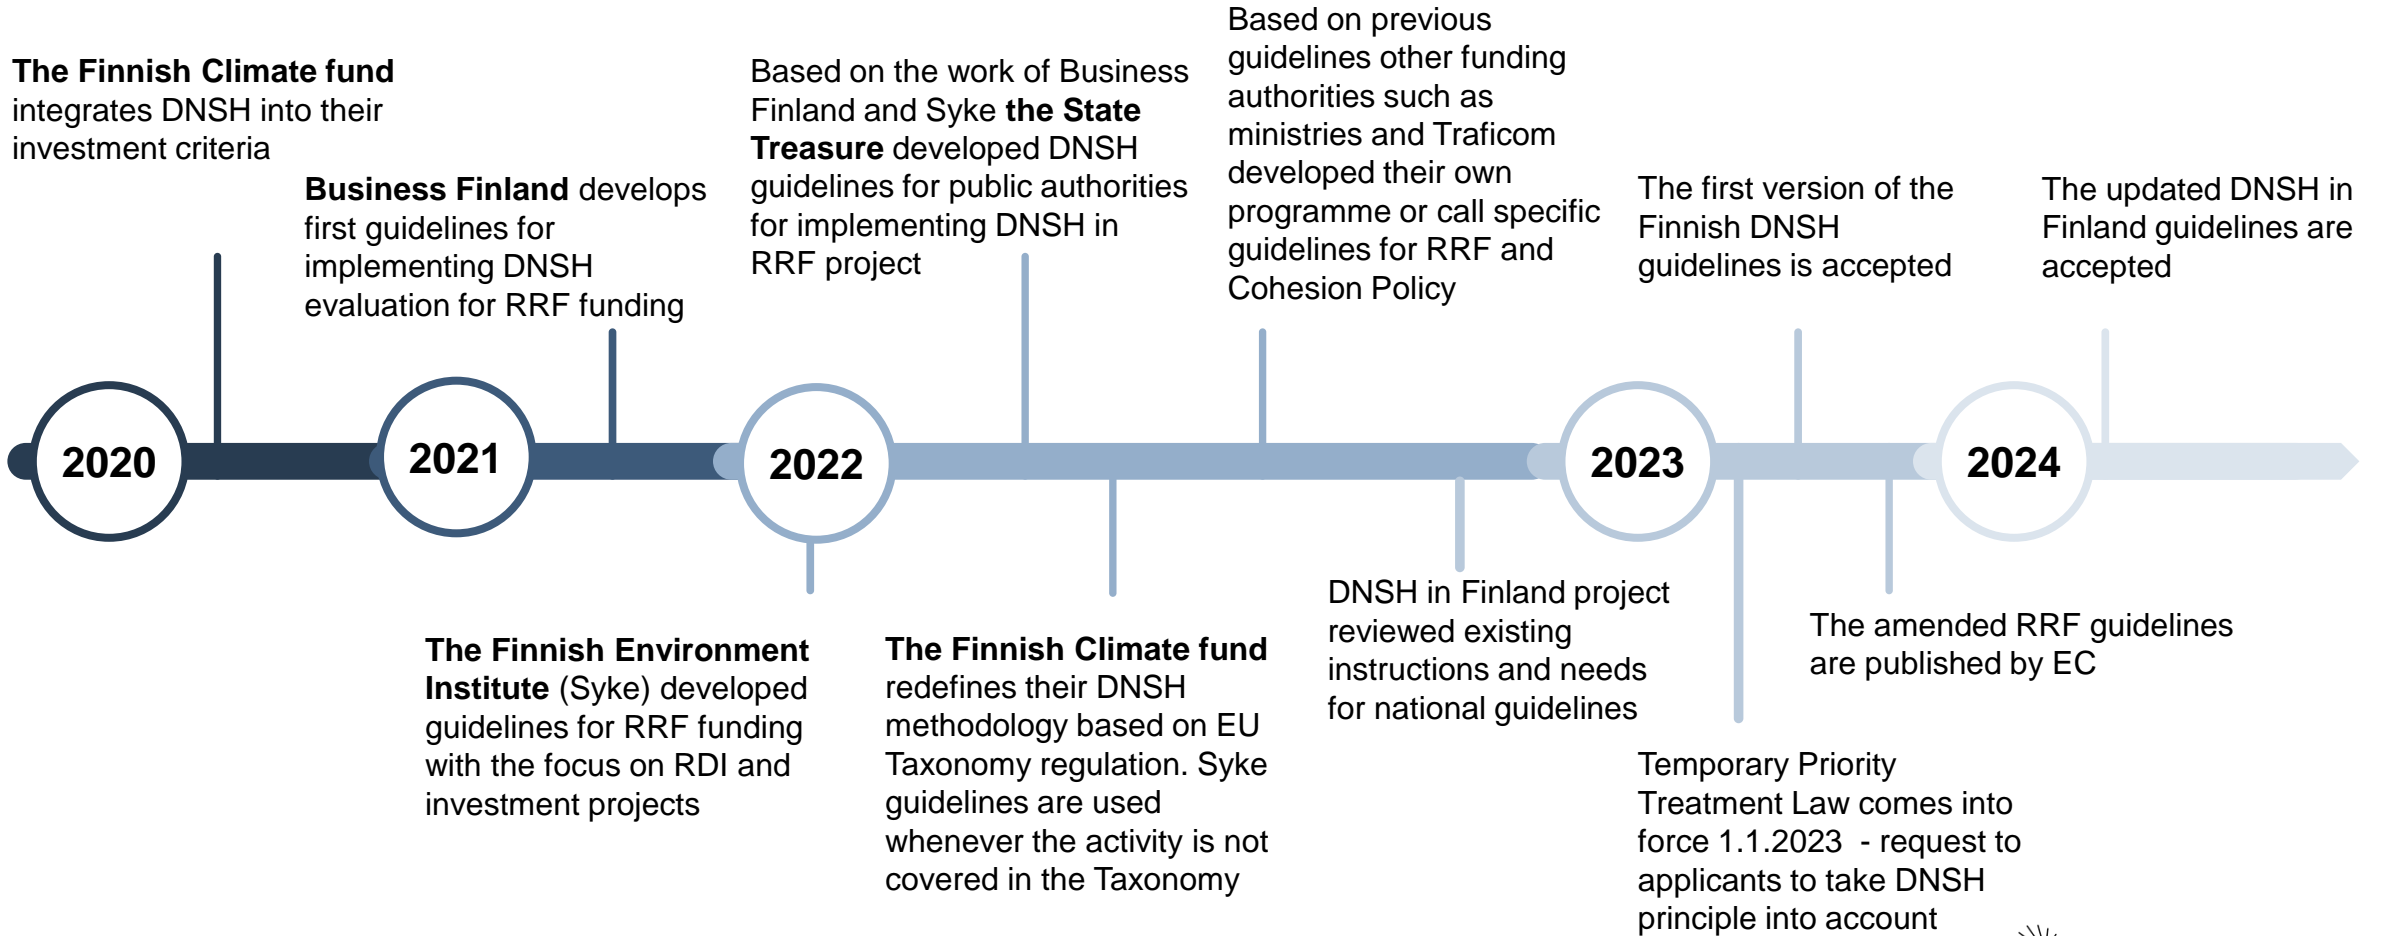 The Finnish Climate fund
integrates DNSH into their
investment criteria
Business Finland develops
first guidelines for
implementing DNSH
evaluation for RRF funding
Based on the work of Business
Finland and Syke the State
Treasure developed DNSH
guidelines for public authorities
for implementing DNSH in
RRF project
Based on previous
guidelines other funding
authorities such as
ministries and Traficom
developed their own
programme or call specific
guidelines for RRF and
Cohesion Policy
The first version of the
Finnish DNSH
guidelines is accepted
The updated DNSH in
Finland guidelines are
accepted
2020
2021
2022
2023
2024
The Finnish Environment
Institute (Syke) developed
guidelines for RRF funding
with the focus on RDI and
investment projects
The Finnish Climate fund
redefines their DNSH
methodology based on EU
Taxonomy regulation. Syke
guidelines are used
whenever the activity is not
covered in the Taxonomy
DNSH in Finland project
reviewed existing
instructions and needs
for national guidelines
Temporary Priority
Treatment Law comes into
force 1.1.2023  - request to
applicants to take DNSH
principle into account
The amended RRF guidelines
are published by EC